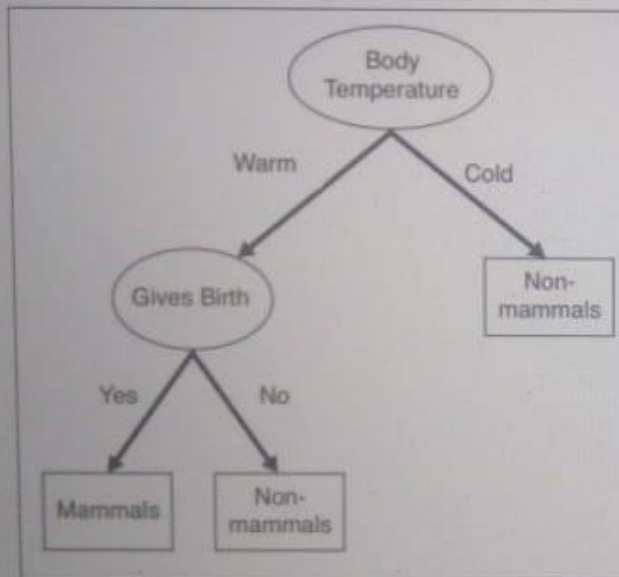 Body
Temperature
Warm
Cold
Gives Birth
Non-
mammals
Yes
No
Mammals
Non-
mammals